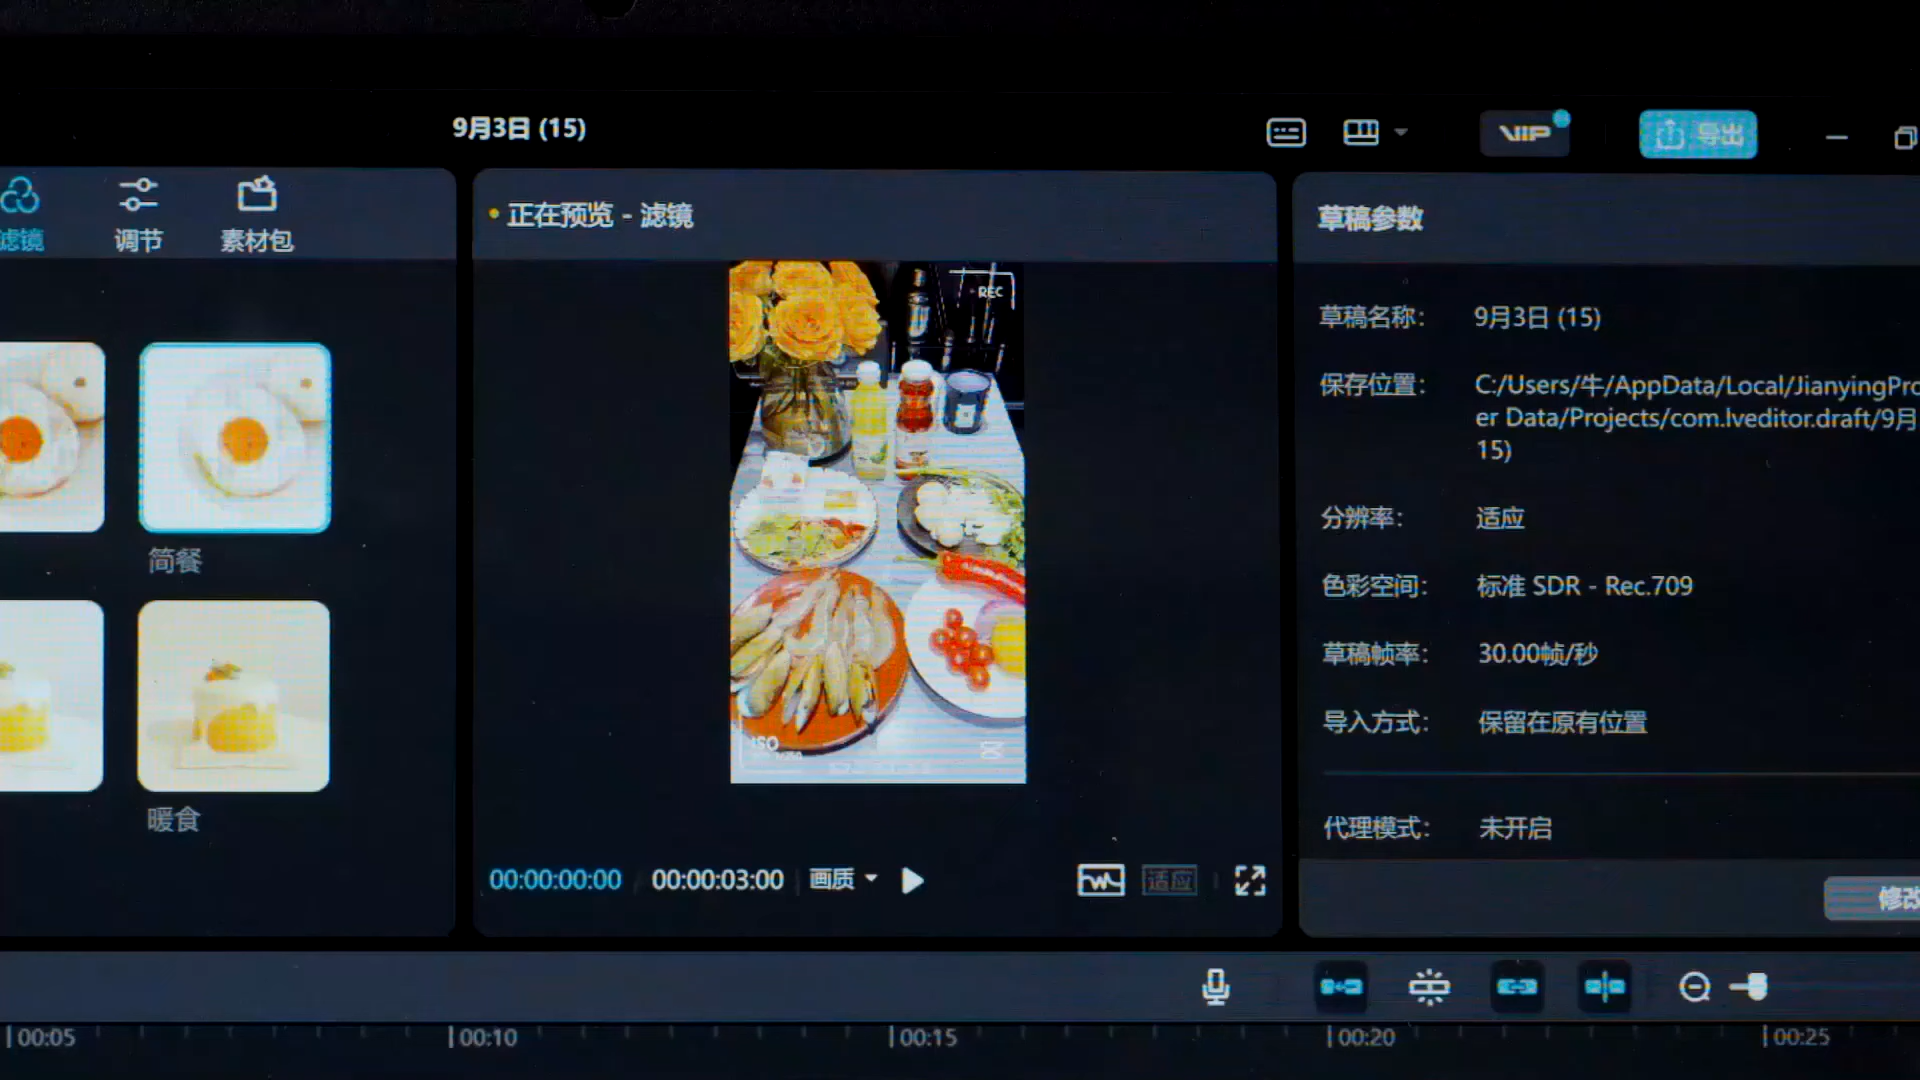 9月3日 (15)
VIP
导出
滤镜
调节
素材包
正在预览 - 滤镜
草稿参数
REC
草稿名称:
9月3日 (15)
保存位置:
C:/Users/牛/AppData/Local/JianyingPro
er Data/Projects/com.lveditor.draft/9月
15)
分辨率:
适应
色彩空间:
标准 SDR - Rec.709
草稿帧率:
30.00帧/秒
导入方式:
保留在原有位置
代理模式:
未开启
简餐
暖食
ISO
00:00:00:00
00:00:03:00
画质
适应
修改
00:05
00:10
00:15
00:20
00:25